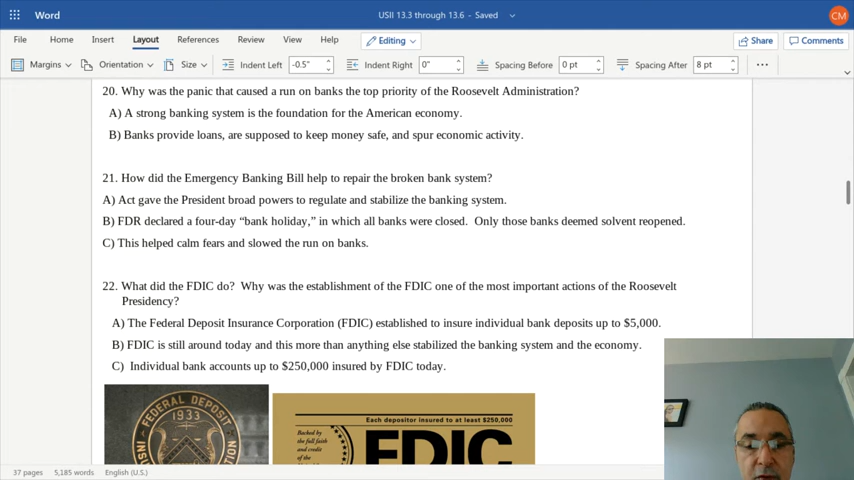 Word
USII 13.3 through 13.6 - Saved
CM
File
Home
Insert
Layout
References
Review
View
Help
Editing
Share
Comments
Margins
Orientation
Size
Indent Left
-0.5"
Indent Right
0"
Spacing Before
0 pt
Spacing After
8 pt
20. Why was the panic that caused a run on banks the top priority of the Roosevelt Administration?
A) A strong banking system is the foundation for the American economy.
B) Banks provide loans, are supposed to keep money safe, and spur economic activity.
21. How did the Emergency Banking Bill help to repair the broken bank system?
A) Act gave the President broad powers to regulate and stabilize the banking system.
B) FDR declared a four-day “bank holiday,” in which all banks were closed.  Only those banks deemed solvent reopened.
C) This helped calm fears and slowed the run on banks.
22. What did the FDIC do?  Why was the establishment of the FDIC one of the most important actions of the Roosevelt
Presidency?
A) The Federal Deposit Insurance Corporation (FDIC) established to insure individual bank deposits up to $5,000.
B) FDIC is still around today and this more than anything else stabilized the banking system and the economy.
C)  Individual bank accounts up to $250,000 insured by FDIC today.
FEDERAL DEPOSIT
1933
Each depositor insured to at least $250,000
Backed by
the full faith
and credit
of the
FDIC
37 pages
5,185 words
English (U.S.)